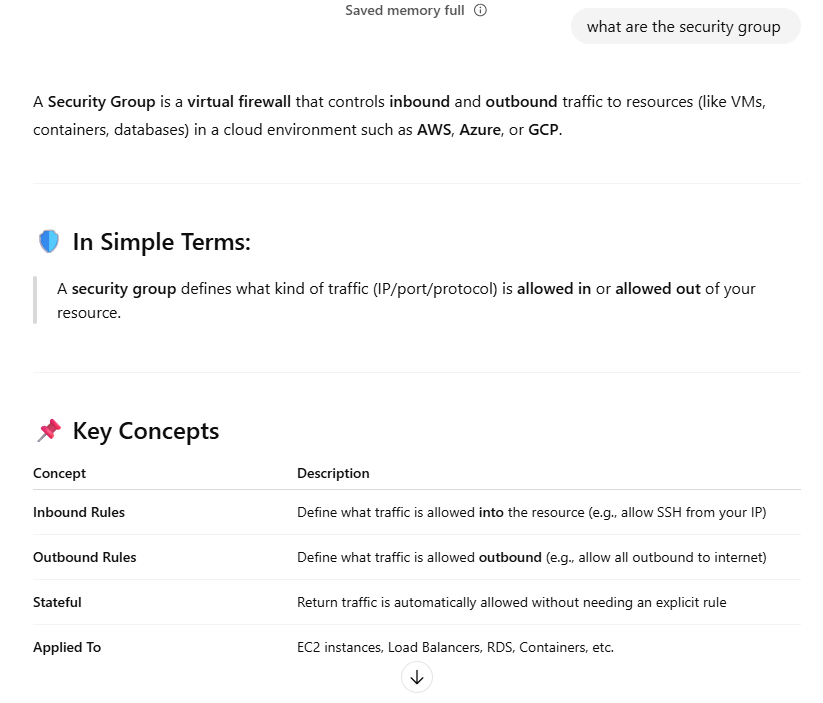 Saved memory full
what are the security group
A Security Group is a virtual firewall that controls inbound and outbound traffic to resources (like VMs,
containers, databases) in a cloud environment such as AWS, Azure, or GCP.
In Simple Terms:
A security group defines what kind of traffic (IP/port/protocol) is allowed in or allowed out of your
resource.
Key Concepts
Concept Description
Inbound Rules Define what traffic is allowed into the resource (e.g., allow SSH from your IP)
Outbound Rules Define what traffic is allowed outbound (e.g., allow all outbound to internet)
Stateful Return traffic is automatically allowed without needing an explicit rule
Applied To EC2 instances, Load Balancers, RDS, Containers, etc.